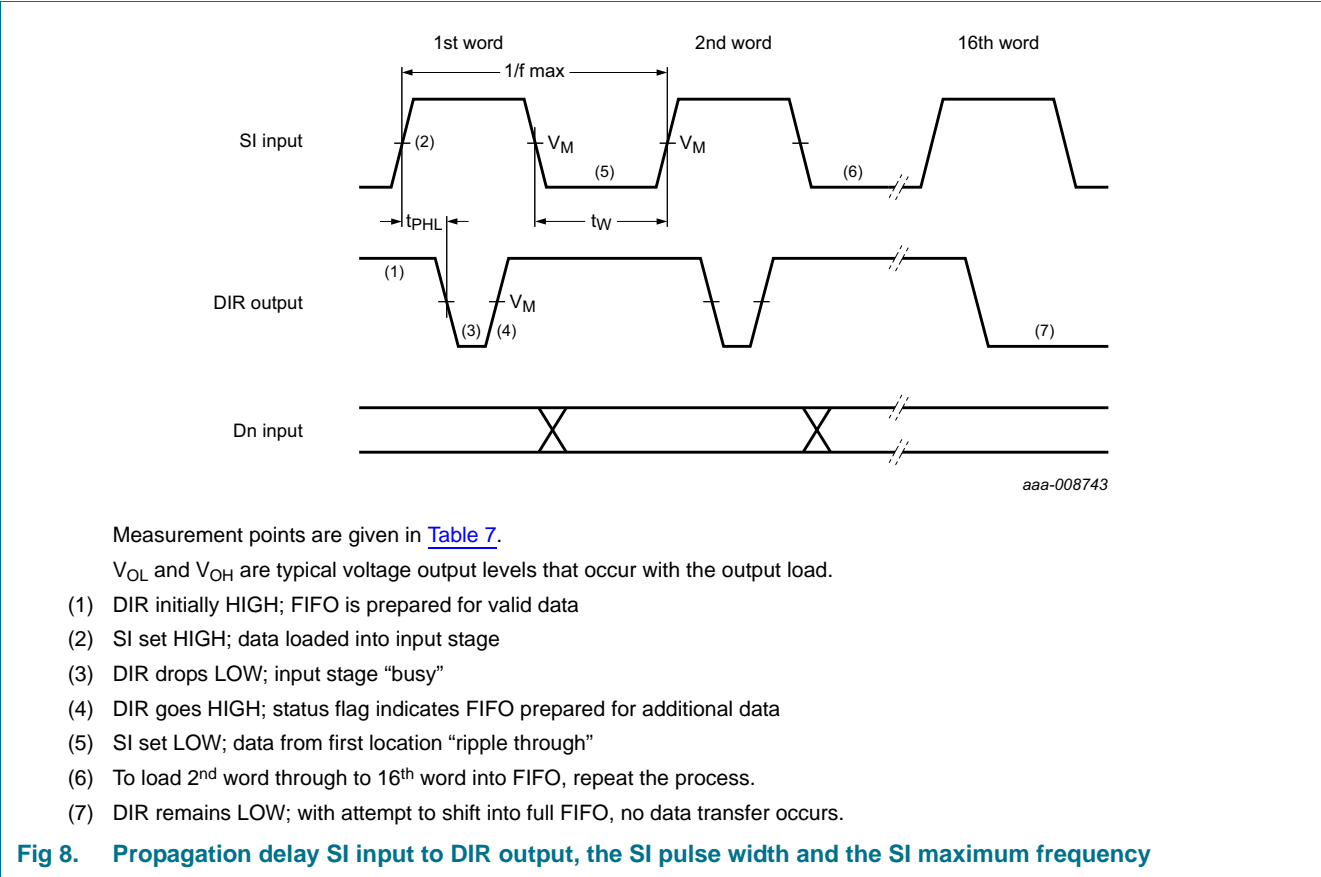 1st word 2nd word 16th word
1/f max
SI input (2) VM (5) VM (6)
tPHL tW
(1)
DIR output VM
(3) (4) (7)
Dn input
aaa-008743
Measurement points are given in Table 7.
VOL and VOH are typical voltage output levels that occur with the output load.
(1) DIR initially HIGH; FIFO is prepared for valid data
(2) SI set HIGH; data loaded into input stage
(3) DIR drops LOW; input stage “busy”
(4) DIR goes HIGH; status flag indicates FIFO prepared for additional data
(5) SI set LOW; data from first location “ripple through”
(6) To load 2nd word through to 16th word into FIFO, repeat the process.
(7) DIR remains LOW; with attempt to shift into full FIFO, no data transfer occurs.
Fig 8. Propagation delay SI input to DIR output, the SI pulse width and the SI maximum frequency